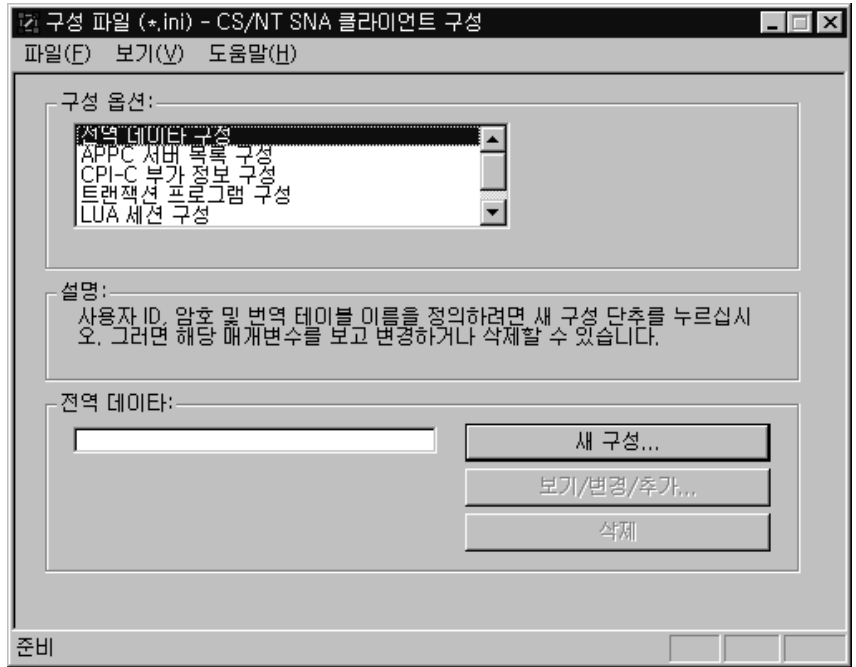 구성 파일 (*.ini) - CS/NT SNA 클라이언트 구성
파일(F) 보기(V) 도움말(H)
구성 옵션:
전역 데이타 구성
APPC 서버 목록 구성
CPI-C 부가 정보 구성
트랜잭션 프로그램 구성
LUA 세션 구성
설명:
사용자 ID, 암호 및 번역 테이블 이름을 정의하려면 새 구성 단추를 누르십시
오. 그러면 해당 매개변수를 보고 변경하거나 삭제할 수 있습니다.
전역 데이타:
새 구성...
보기/변경/추가...
삭제
준비